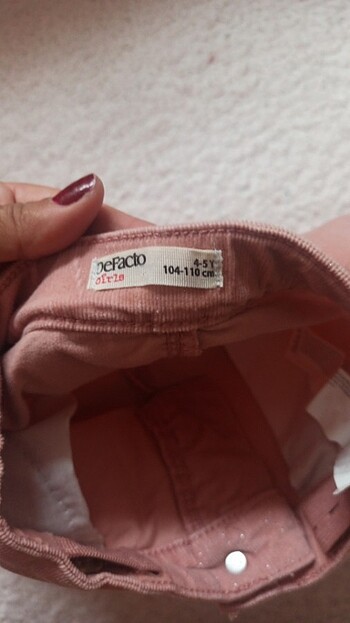 DeFacto
Girls
4-5 Y
104-110 cm